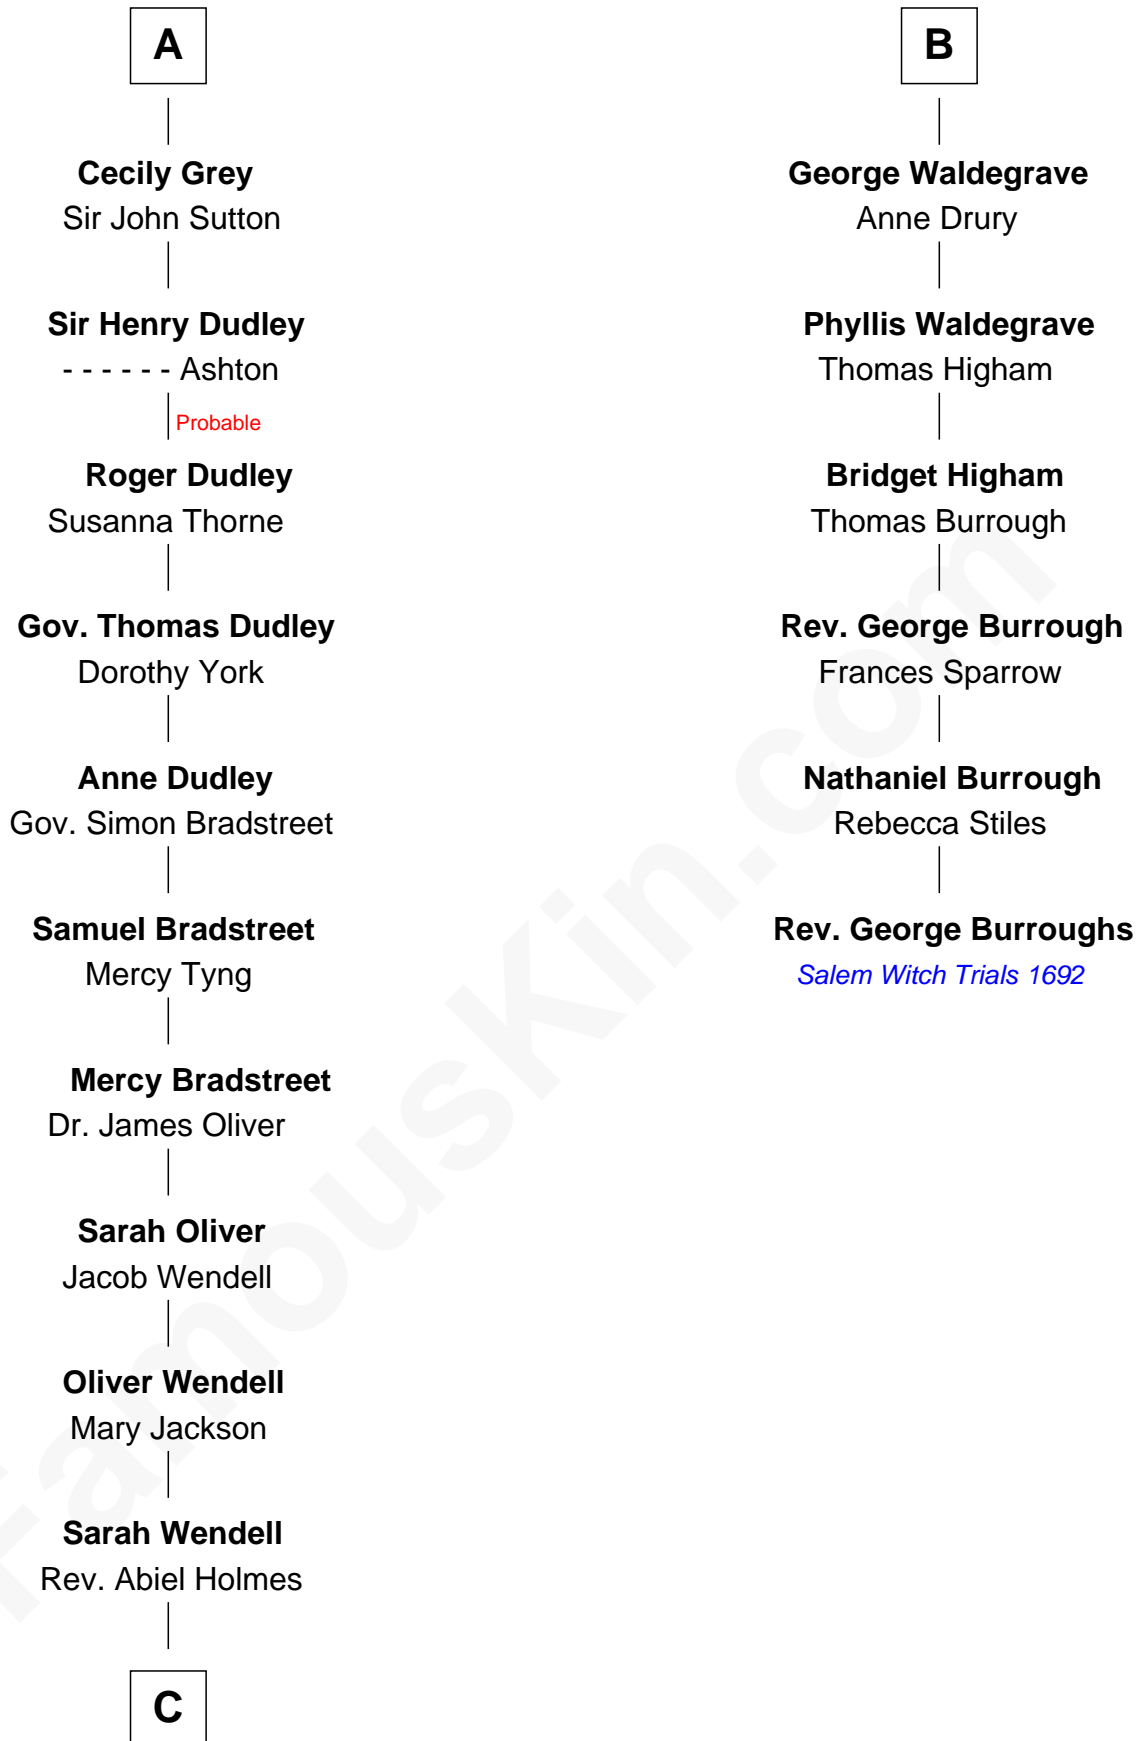 A
Cecily Grey
Sir John Sutton
Sir Henry Dudley
- - - - - - Ashton
Probable
Roger Dudley
Susanna Thorne
Gov. Thomas Dudley
Dorothy York
Anne Dudley
Gov. Simon Bradstreet
Samuel Bradstreet
Mercy Tyng
Mercy Bradstreet
Dr. James Oliver
Sarah Oliver
Jacob Wendell
Oliver Wendell
Mary Jackson
Sarah Wendell
Rev. Abiel Holmes
C
B
George Waldegrave
Anne Drury
Phyllis Waldegrave
Thomas Higham
Bridget Higham
Thomas Burrough
Rev. George Burrough
Frances Sparrow
Nathaniel Burrough
Rebecca Stiles
Rev. George Burroughs
Salem Witch Trials 1692
FamousKin.com